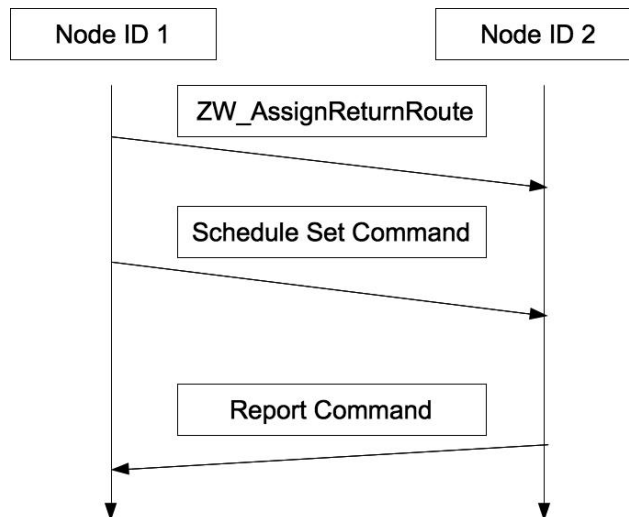 Node ID 1
Node ID 2
ZW_AssignReturnRoute
Schedule Set Command
Report Command